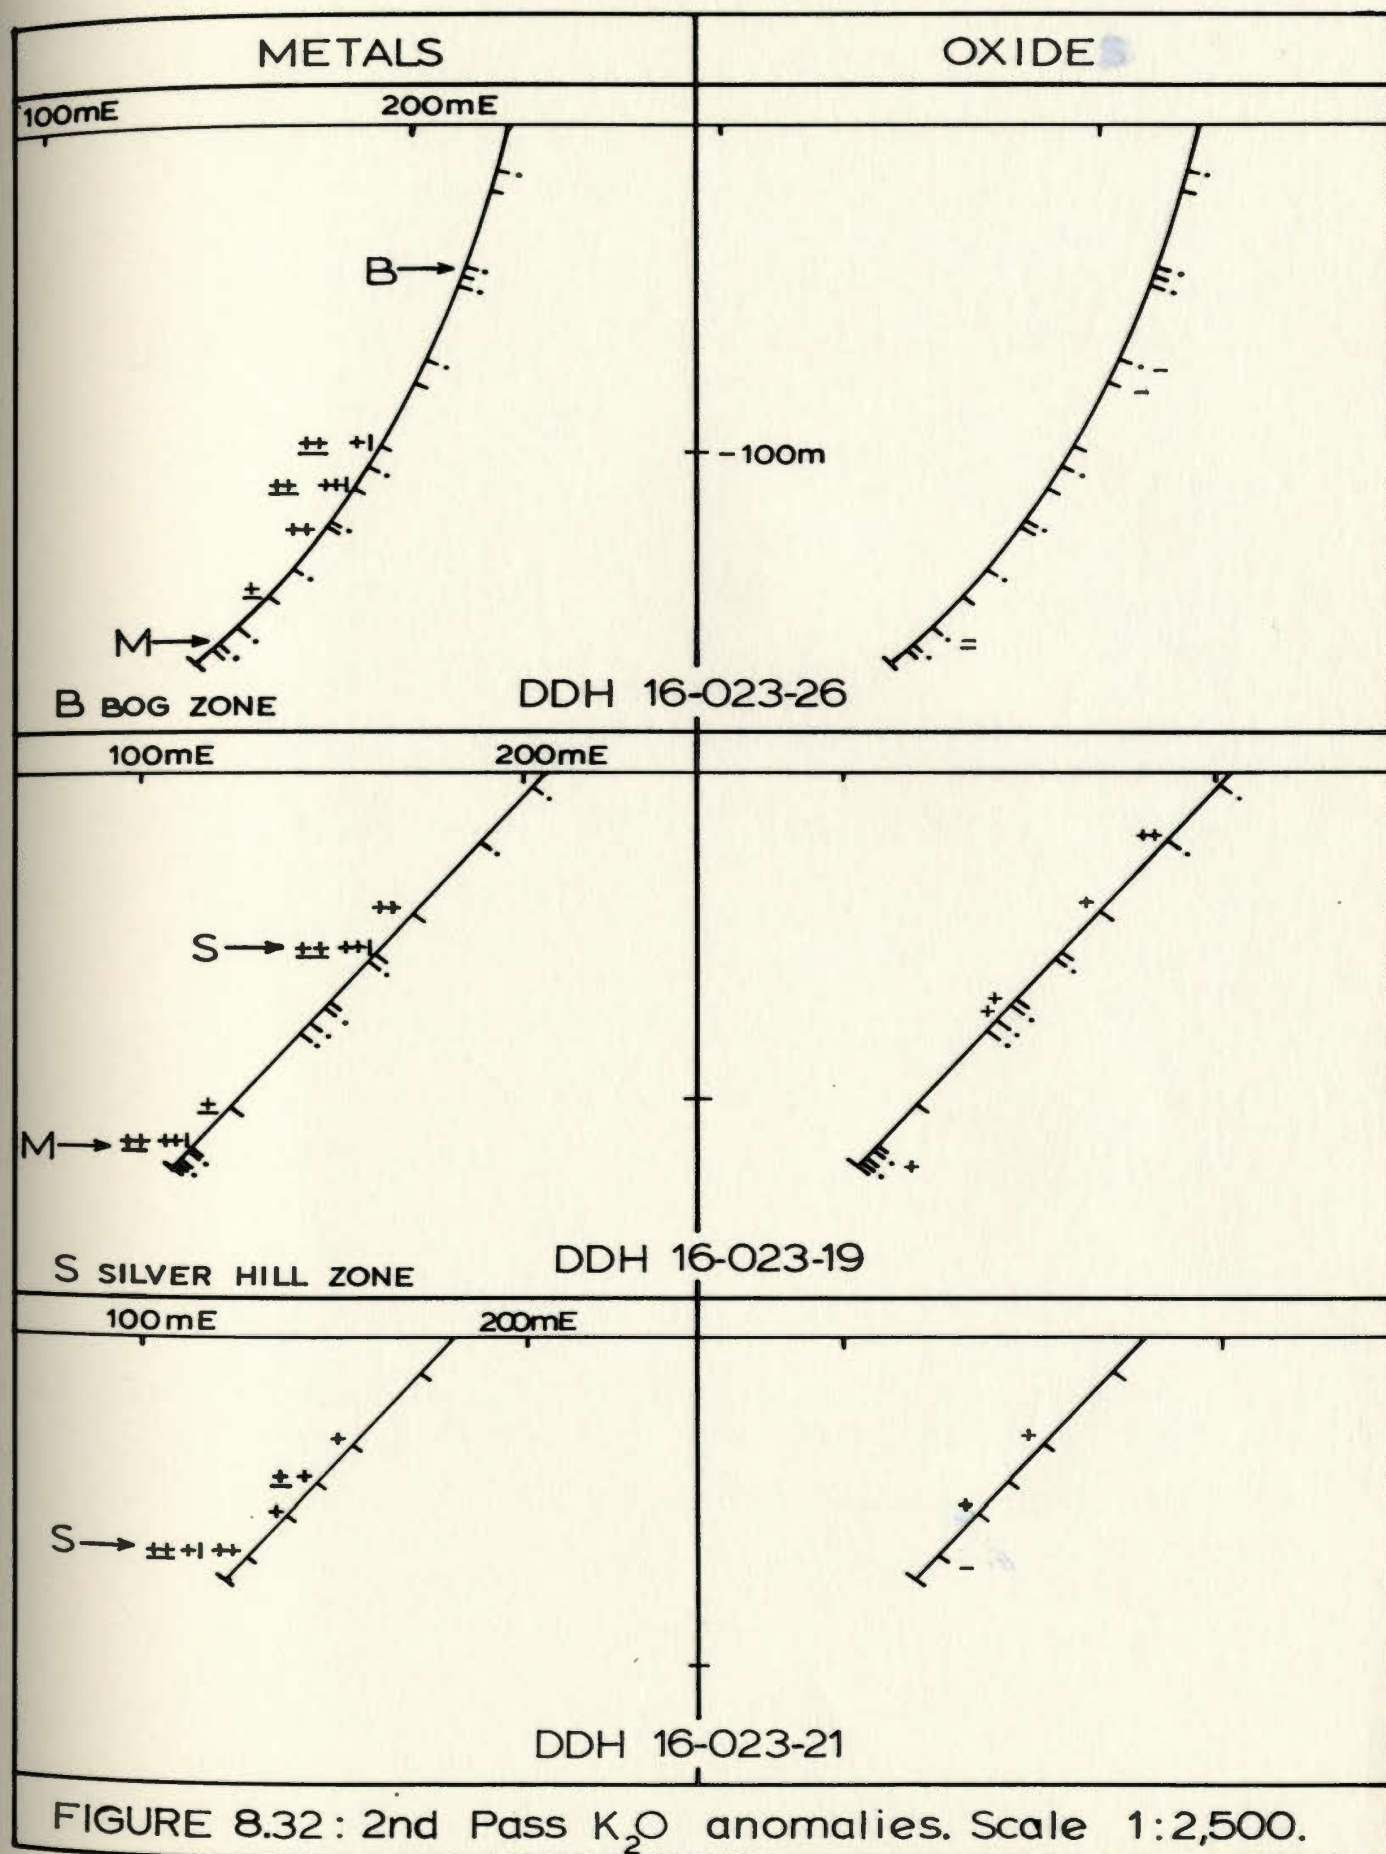 METALS OXIDE
100mE 200mE
B
++ +|
-100m
++ ++|
++
+
-
-
M
=
B BOG ZONE DDH 16-023-26
100mE 200mE
++
++ +
S ++ ++|
+
+
+
M ++ ++|
+
S SILVER HILL ZONE DDH 16-023-19
100mE 200mE
+ +
+ +
+ +
S ++ +| ++
-
DDH 16-023-21
FIGURE 8.32: 2nd Pass K₂O anomalies. Scale 1:2,500.